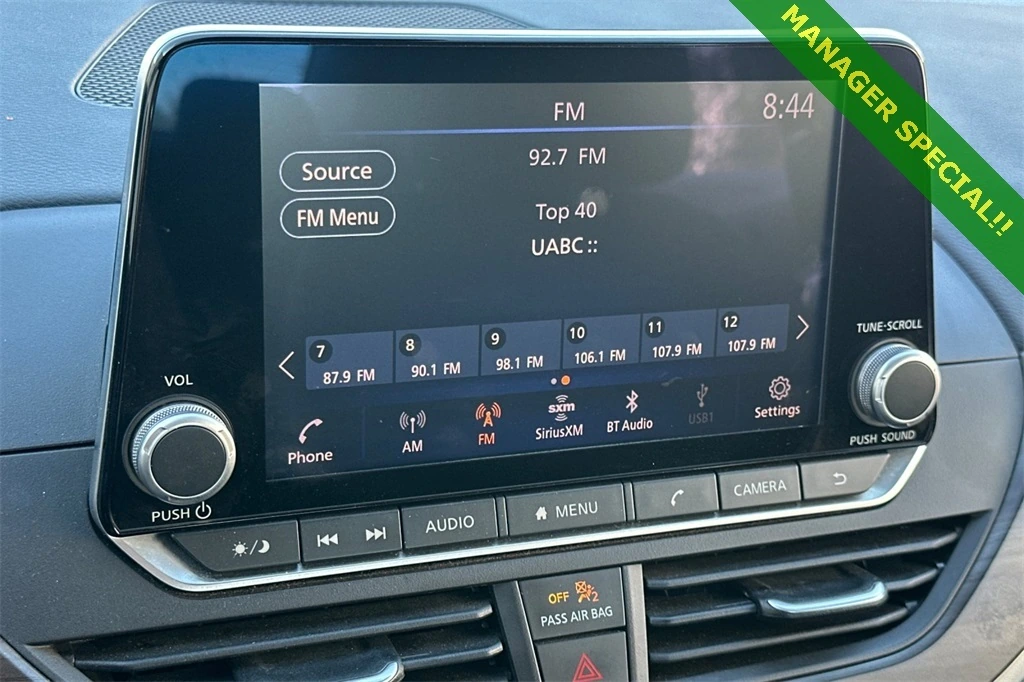 MANAGER SPECIAL!!
FM
8:44
Source
92.7 FM
FM Menu
Top 40
UABC ::
7
87.9 FM
8
90.1 FM
9
98.1 FM
10
106.1 FM
11
107.9 FM
12
107.9 FM
TUNE·SCROLL
VOL
Phone
AM
FM
sxm
SiriusXM
BT Audio
USB1
Settings
PUSH SOUND
PUSH
AUDIO
MENU
CAMERA
OFF 2
PASS AIR BAG